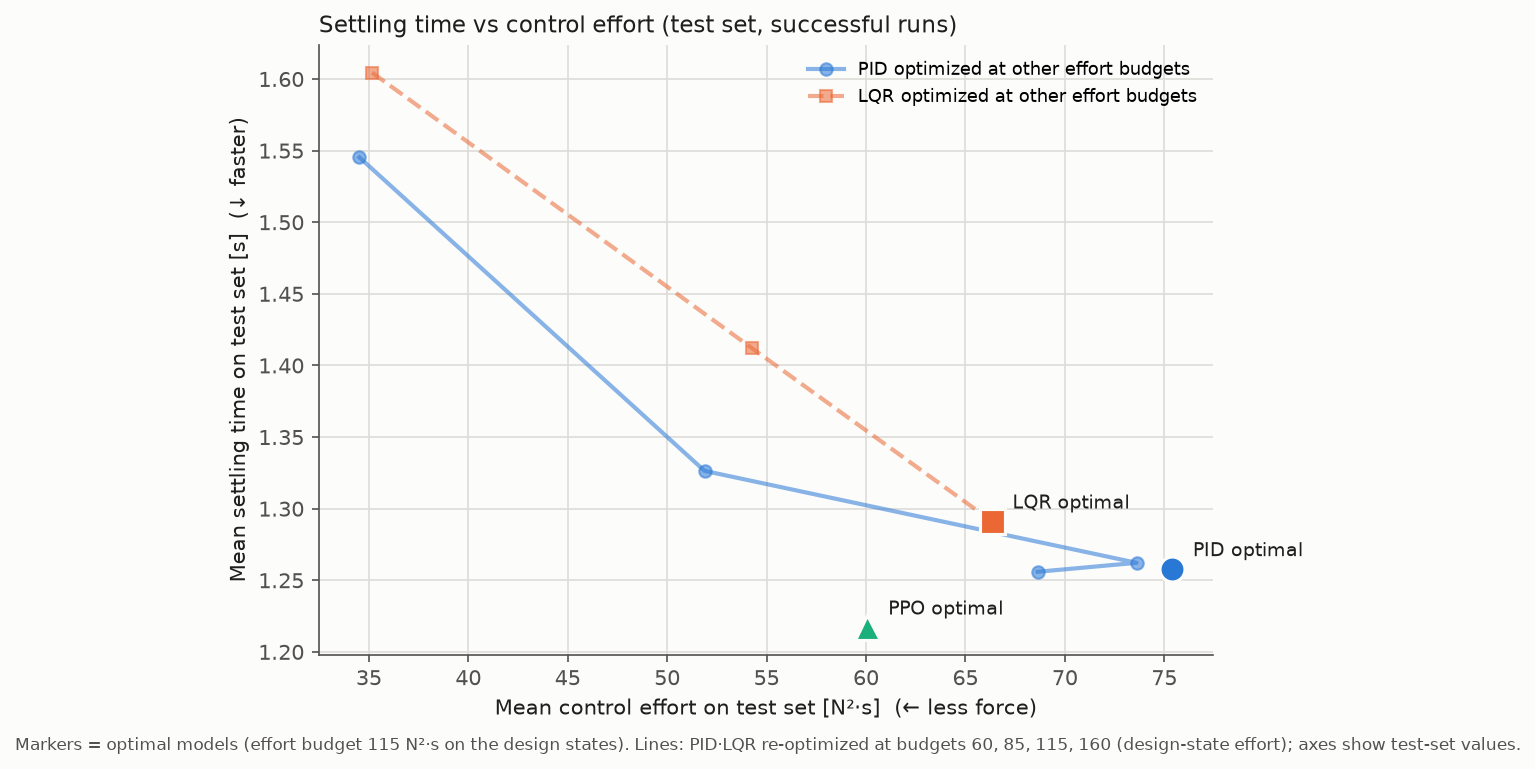 Settling time vs control effort (test set, successful runs)
PID optimized at other effort budgets
LQR optimized at other effort budgets
Mean settling time on test set [s]  (↓ faster)
1.60
1.55
1.50
1.45
1.40
1.35
1.30
1.25
1.20
LQR optimal
PID optimal
PPO optimal
35 40 45 50 55 60 65 70 75
Mean control effort on test set [N²·s]  (← less force)
Markers = optimal models (effort budget 115 N²·s on the design states). Lines: PID·LQR re-optimized at budgets 60, 85, 115, 160 (design-state effort); axes show test-set values.